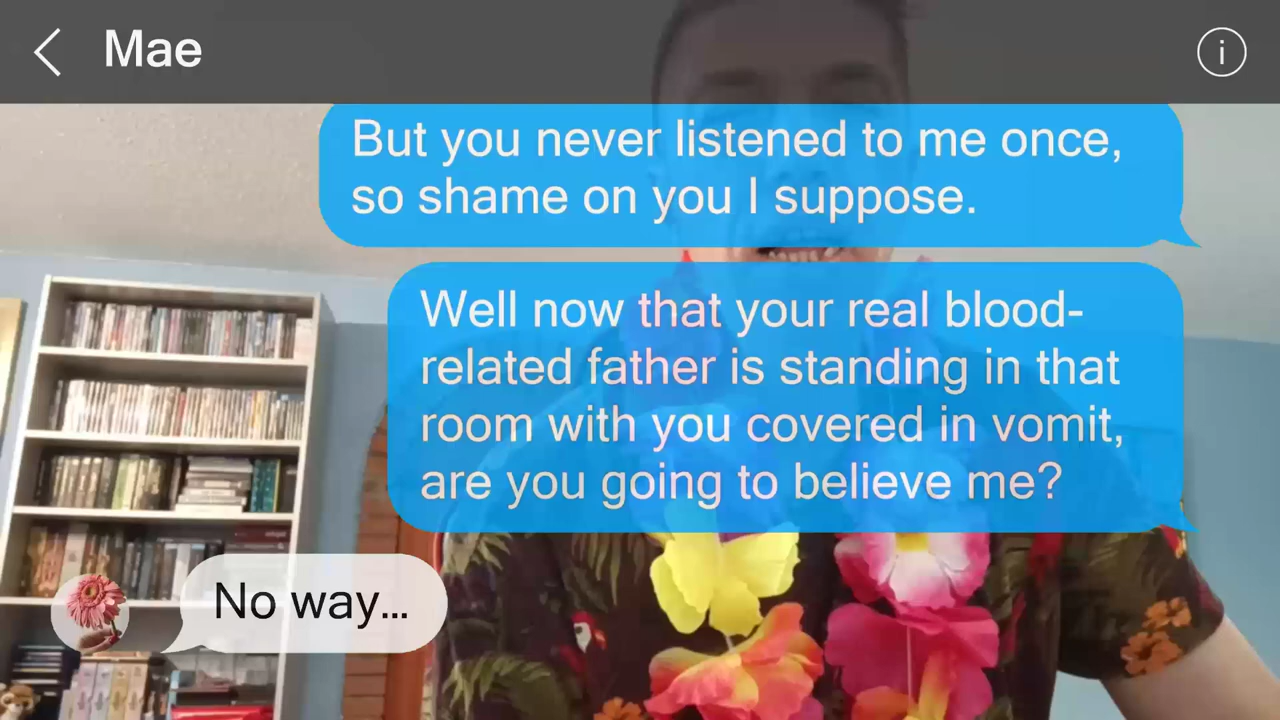 Mae
But you never listened to me once,
so shame on you I suppose.
Well now that your real blood-
related father is standing in that
room with you covered in vomit,
are you going to believe me?
No way...